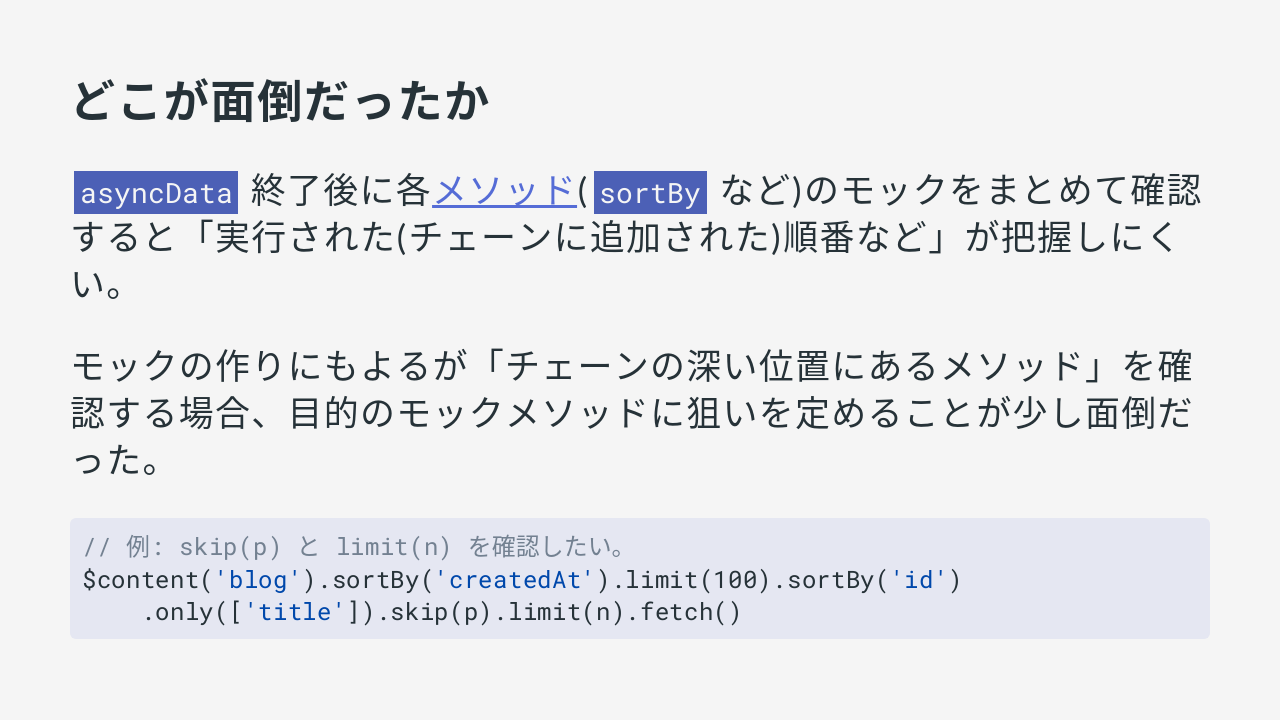 どこが面倒だったか
asyncData 終了後に各メソッド( sortBy など)のモックをまとめて確認
すると「実行された(チェーンに追加された)順番など」が把握しにく
い。
モックの作りにもよるが「チェーンの深い位置にあるメソッド」を確
認する場合、目的のモックメソッドに狙いを定めることが少し面倒だ
った。
// 例: skip(p) と limit(n) を確認したい。
$content('blog').sortBy('createdAt').limit(100).sortBy('id')
    .only(['title']).skip(p).limit(n).fetch()